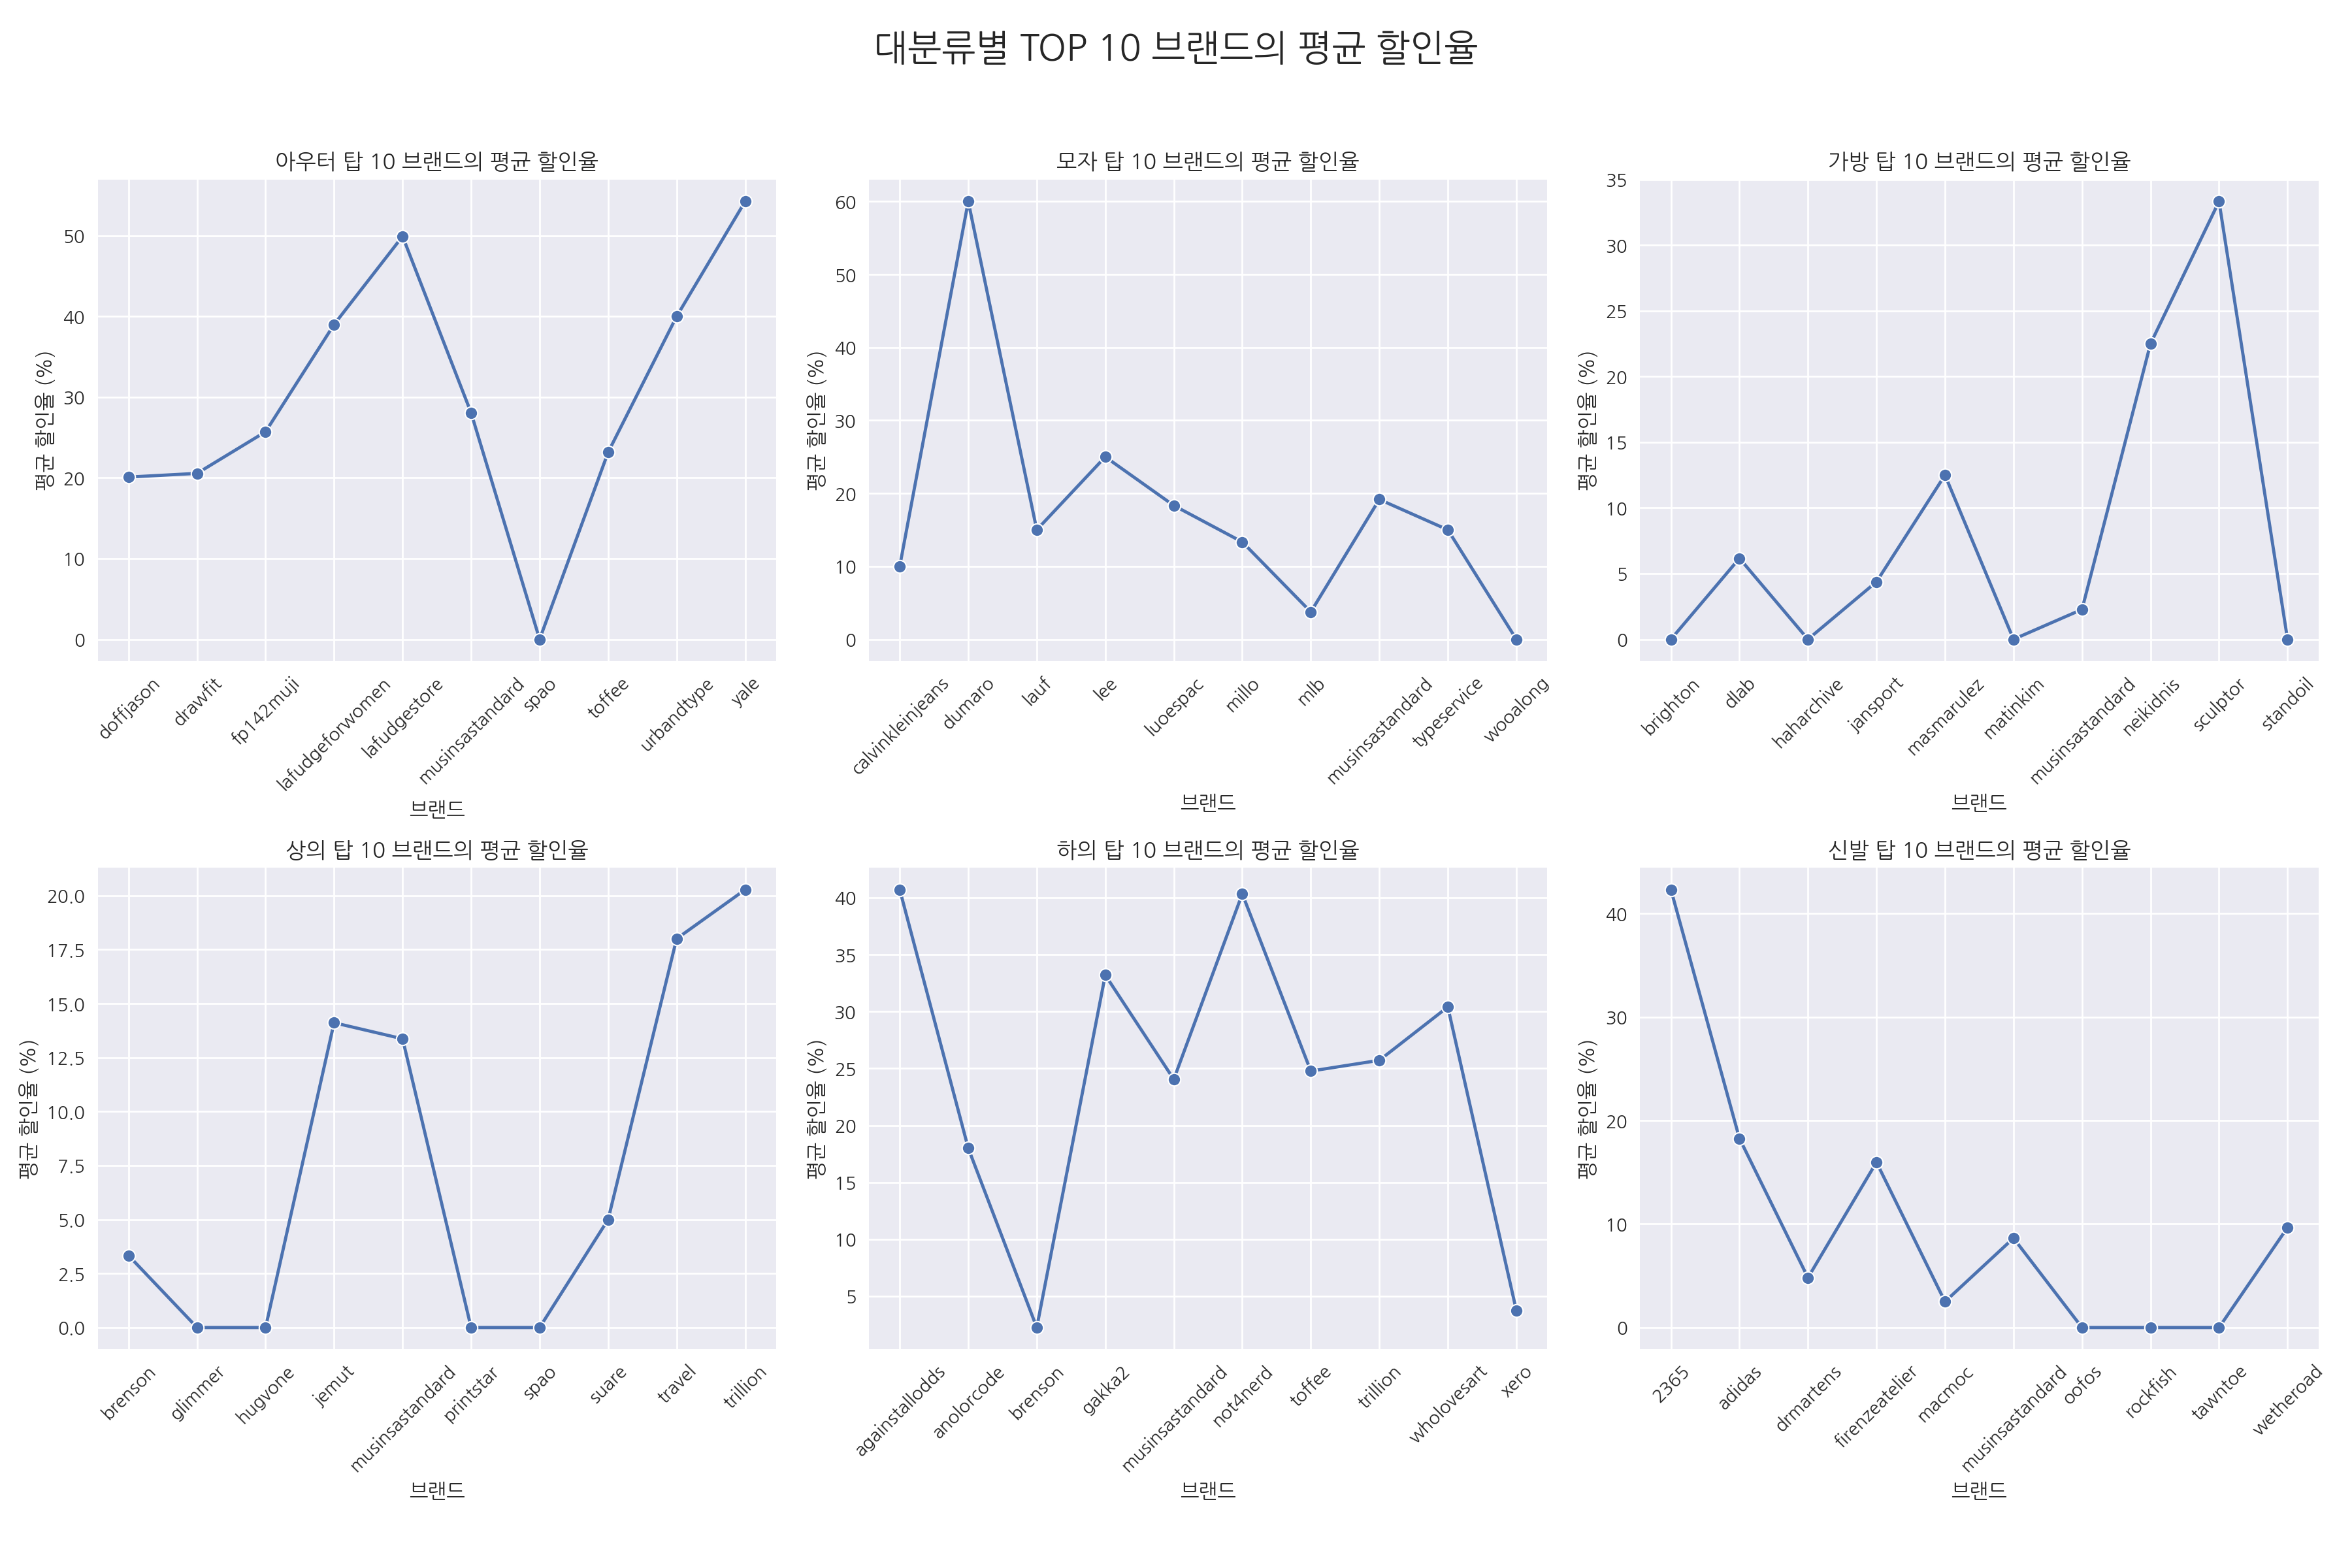 대분류별 TOP 10 브랜드의 평균 할인율
아우터 탑 10 브랜드의 평균 할인율
평균 할인율 (%)
50
40
30
20
10
0
doffjason
drawfit
fp142muji
lafudgeforwomen
lafudgestore
musinsastandard
spao
toffee
urbandtype
yale
브랜드
모자 탑 10 브랜드의 평균 할인율
평균 할인율 (%)
60
50
40
30
20
10
0
calvinkleinjeans
dumaro
lauf
lee
luoespac
millo
mlb
musinsastandard
typeservice
wooalong
브랜드
가방 탑 10 브랜드의 평균 할인율
평균 할인율 (%)
35
30
25
20
15
10
5
0
brighton
dlab
haharchive
jansport
masmarulez
matinkim
musinsastandard
neikidnis
sculptor
standoil
브랜드
상의 탑 10 브랜드의 평균 할인율
평균 할인율 (%)
20.0
17.5
15.0
12.5
10.0
7.5
5.0
2.5
0.0
brenson
glimmer
hugvone
jemut
musinsastandard
printstar
spao
suare
travel
trillion
브랜드
하의 탑 10 브랜드의 평균 할인율
평균 할인율 (%)
40
35
30
25
20
15
10
5
againstallodds
anolorcode
brenson
gakka2
musinsastandard
not4nerd
toffee
trillion
wholovesart
xero
브랜드
신발 탑 10 브랜드의 평균 할인율
평균 할인율 (%)
40
30
20
10
0
2365
adidas
drmartens
firenzeatelier
macmoc
musinsastandard
oofos
rockfish
tawntoe
wetheroad
브랜드